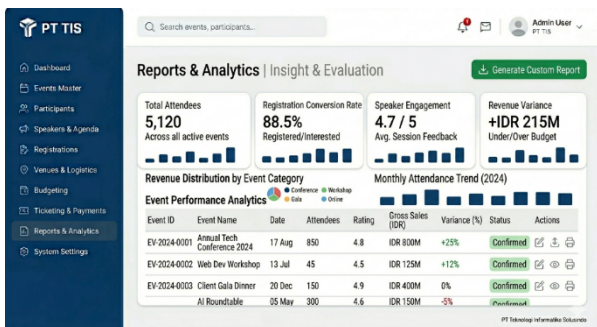 PT TIS
Search events, participants...
Admin User
PT TIS
Dashboard
Events Master
Participants
Speakers & Agenda
Registrations
Venues & Logistics
Budgeting
Ticketing & Payments
Reports & Analytics
System Settings
Reports & Analytics | Insight & Evaluation
Generate Custom Report
Total Attendees
5,120
Across all active events
Registration Conversion Rate
88.5%
Registered/Interested
Speaker Engagement
4.7 / 5
Avg. Session Feedback
Revenue Variance
+IDR 215M
Under/Over Budget
Revenue Distribution by Event Category
Conference Workshop
Gala Online
Monthly Attendance Trend (2024)
Event Performance Analytics
Event ID Event Name Date Attendees Rating Gross Sales (IDR) Variance (%) Status Actions
EV-2024-0001 Annual Tech Conference 2024 17 Aug 850 4.8 IDR 800M +25% Confirmed
EV-2024-0002 Web Dev Workshop 13 Jul 45 4.5 IDR 125M +12% Confirmed
EV-2024-0003 Client Gala Dinner 20 Dec 150 4.9 IDR 400M 0% Confirmed
AI Roundtable 05 May 300 4.6 IDR 150M -5% Confirmed
PT Teknologi Informatika Solusindo